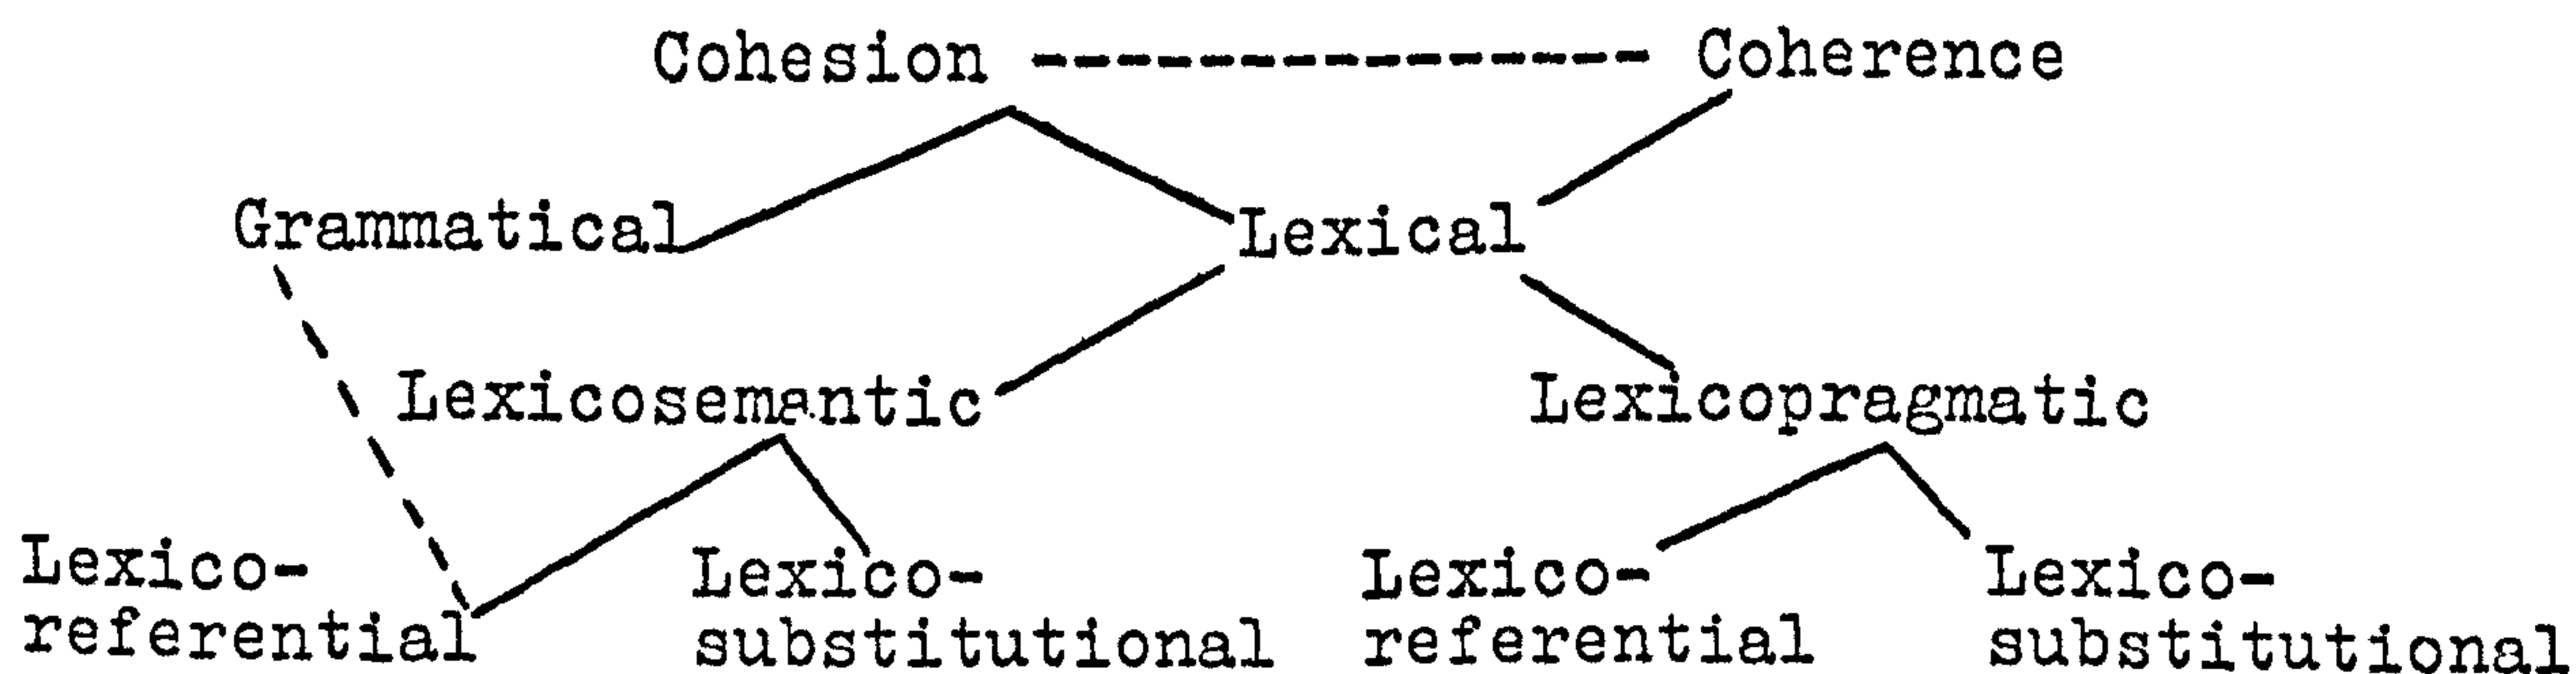 Cohesion --------------- Coherence
Grammatical Lexical
Lexicosemantic Lexicopragmatic
Lexico- Lexico- Lexico- Lexico-
referential substitutional referential substitutional